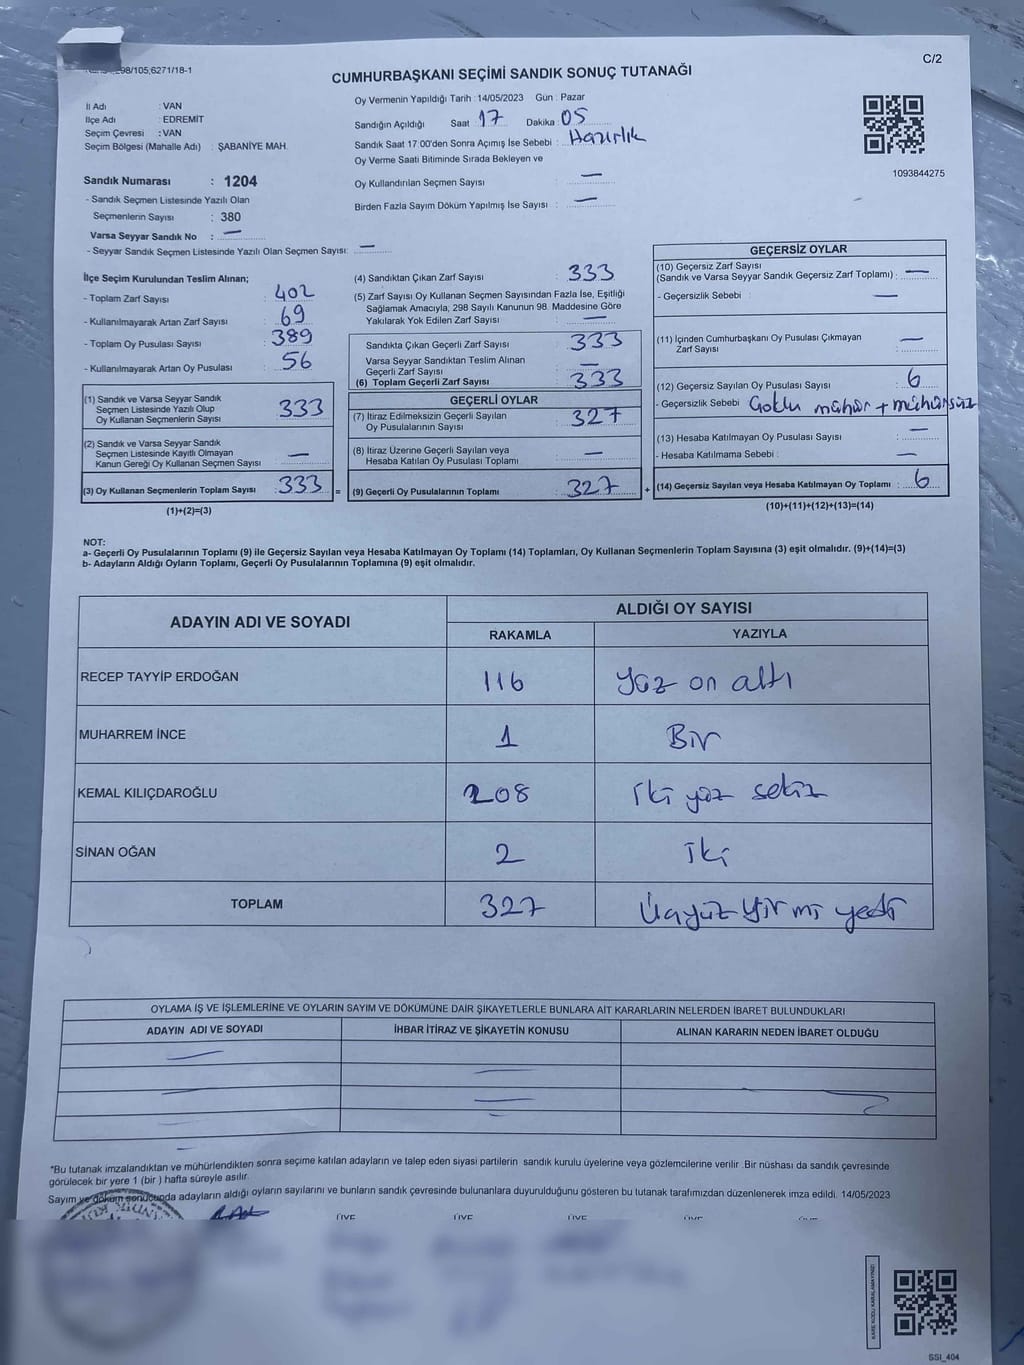 C/2
CUMHURBAŞKANI SEÇİMİ SANDIK SONUÇ TUTANAĞI
İl Adı : VAN
İlçe Adı : EDREMİT
Seçim Çevresi : VAN
Seçim Bölgesi (Mahalle Adı) : ŞABANİYE MAH.
Sandık Numarası : 1204
- Sandık Seçmen Listesinde Yazılı Olan
Seçmenlerin Sayısı : 380
Varsa Seyyar Sandık No : —
- Seyyar Sandık Seçmen Listesinde Yazılı Olan Seçmen Sayısı: —
Oy Vermenin Yapıldığı Tarih : 14/05/2023 Gün : Pazar
Sandığın Açıldığı Saat 17 Dakika : 05
Sandık Saat 17:00'den Sonra Açımış İse Sebebi : Hazırlık
Oy Verme Saati Bitiminde Sırada Bekleyen ve
Oy Kullandırılan Seçmen Sayısı : —
Birden Fazla Sayım Döküm Yapılmış İse Sayısı : —
1093844275
İlçe Seçim Kurulundan Teslim Alınan;
- Toplam Zarf Sayısı : 402
- Kullanılmayarak Artan Zarf Sayısı : 69
- Toplam Oy Pusulası Sayısı : 389
- Kullanılmayarak Artan Oy Pusulası : 56
(1) Sandık ve Varsa Seyyar Sandık
Seçmen Listesinde Yazılı Olup
Oy Kullanan Seçmenlerin Sayısı : 333
(2) Sandık ve Varsa Seyyar Sandık
Seçmen Listesinde Kayıtlı Olmayan
Kanun Gereği Oy Kullanan Seçmen Sayısı : —
(3) Oy Kullanan Seçmenlerin Toplam Sayısı : 333 =
(1)+(2)=(3)
(4) Sandıktan Çıkan Zarf Sayısı : 333
(5) Zarf Sayısı Oy Kullanan Seçmen Sayısından Fazla İse, Eşitliği
Sağlamak Amacıyla, 298 Sayılı Kanunun 98. Maddesine Göre
Yakılarak Yok Edilen Zarf Sayısı : —
Sandıkta Çıkan Geçerli Zarf Sayısı : 333
Varsa Seyyar Sandıktan Teslim Alınan
Geçerli Zarf Sayısı : —
(6) Toplam Geçerli Zarf Sayısı : 333
GEÇERLİ OYLAR
(7) İtiraz Edilmeksizin Geçerli Sayılan
Oy Pusulalarının Sayısı : 327
(8) İtiraz Üzerine Geçerli Sayılan veya
Hesaba Katılan Oy Pusulası Toplamı : —
(9) Geçerli Oy Pusulalarının Toplamı : 327 +
GEÇERSİZ OYLAR
(10) Geçersiz Zarf Sayısı
(Sandık ve Varsa Seyyar Sandık Geçersiz Zarf Toplamı) : —
- Geçersizlik Sebebi : —
(11) İçinden Cumhurbaşkanı Oy Pusulası Çıkmayan
Zarf Sayısı : —
(12) Geçersiz Sayılan Oy Pusulası Sayısı : 6
- Geçersizlik Sebebi : Çoklu mühür + mühürsüz
(13) Hesaba Katılmayan Oy Pusulası Sayısı : —
- Hesaba Katılmama Sebebi : —
(14) Geçersiz Sayılan veya Hesaba Katılmayan Oy Toplamı : 6
(10)+(11)+(12)+(13)=(14)
NOT:
a- Geçerli Oy Pusulalarının Toplamı (9) ile Geçersiz Sayılan veya Hesaba Katılmayan Oy Toplamı (14) Toplamları, Oy Kullanan Seçmenlerin Toplam Sayısına (3) eşit olmalıdır. (9)+(14)=(3)
b- Adayların Aldığı Oyların Toplamı, Geçerli Oy Pusulalarının Toplamına (9) eşit olmalıdır.
ADAYIN ADI VE SOYADI ALDIĞI OY SAYISI
RAKAMLA YAZIYLA
RECEP TAYYİP ERDOĞAN 116 Yüz on altı
MUHARREM İNCE 1 Bir
KEMAL KILIÇDAROĞLU 208 İki yüz sekiz
SİNAN OĞAN 2 İki
TOPLAM 327 Üçyüz yirmi yedi
OYLAMA İŞ VE İŞLEMLERİNE VE OYLARIN SAYIM VE DÖKÜMÜNE DAİR ŞİKAYETLERLE BUNLARA AİT KARARLARIN NELERDEN İBARET BULUNDUKLARI
ADAYIN ADI VE SOYADI İHBAR İTİRAZ VE ŞİKAYETİN KONUSU ALINAN KARARIN NEDEN İBARET OLDUĞU
*Bu tutanak imzalandıktan ve mühürlendikten sonra seçime katılan adayların ve talep eden siyasi partilerin sandık kurulu üyelerine veya gözlemcilerine verilir. Bir nüshası da sandık çevresinde
görülecek bir yere 1 (bir ) hafta süreyle asılır.
Sayım ve döküm sonucunda adayların aldığı oyların sayılarını ve bunların sandık çevresinde bulunanlara duyurulduğunu gösteren bu tutanak tarafımızdan düzenlenerek imza edildi. 14/05/2023
ÜYE ÜYE ÜYE
KARE KODU KARALAMAYINIZ!
SSİ_404